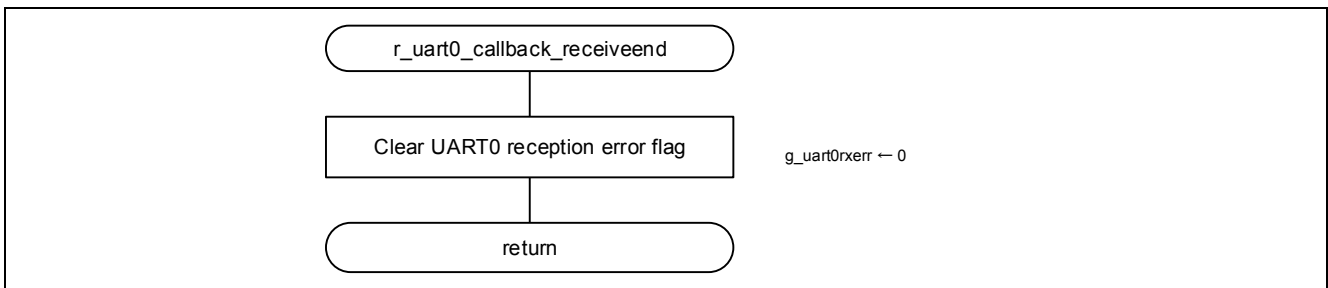 r_uart0_callback_receiveend
Clear UART0 reception error flag
g_uart0rxerr ← 0
return